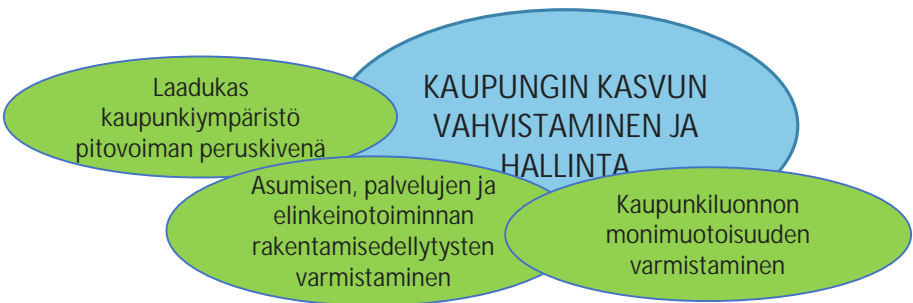 Laadukas
kaupunkiympäristö
pitovoiman peruskivenä
KAUPUNGIN KASVUN
VAHVISTAMINEN JA
HALLINTA
Asumisen, palvelujen ja
elinkeinotoiminnan
rakentamisedellytysten
varmistaminen
Kaupunkiluonnon
monimuotoisuuden
varmistaminen